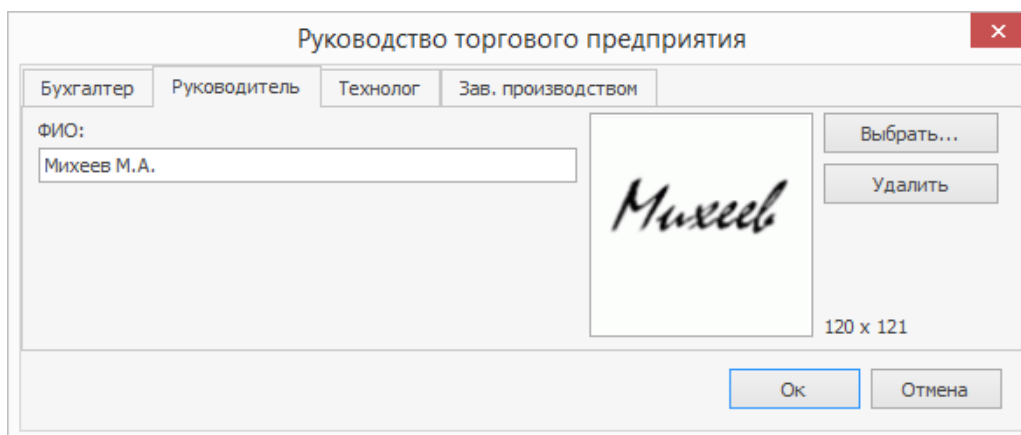 Руководство торгового предприятия
Бухгалтер Руководитель Технолог Зав. производством
ФИО:
Михеев М.А.
Михеев
Выбрать...
Удалить
120 x 121
Ок Отмена